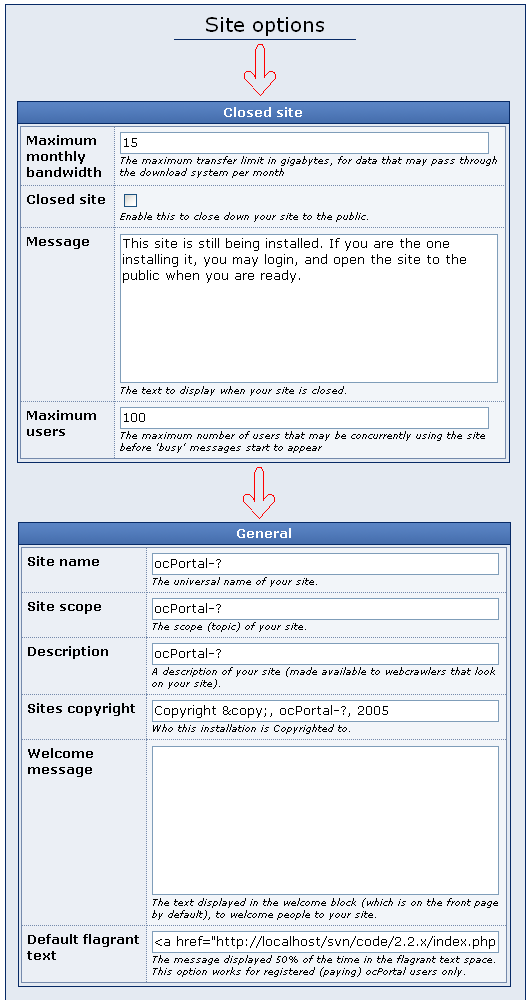 Site options
Closed site
Maximum
monthly
bandwidth
15
The maximum transfer limit in gigabytes, for data that may pass through
the download system per month
Closed site
Enable this to close down your site to the public.
Message
This site is still being installed. If you are the one
installing it, you may login, and open the site to the
public when you are ready.
The text to display when your site is closed.
Maximum
users
100
The maximum number of users that may be concurrently using the site
before 'busy' messages start to appear
General
Site name
ocPortal-?
The universal name of your site.
Site scope
ocPortal-?
The scope (topic) of your site.
Description
ocPortal-?
A description of your site (made available to webcrawlers that look
on your site).
Sites copyright
Copyright &copy;, ocPortal-?, 2005
Who this installation is Copyrighted to.
Welcome
message
The text displayed in the welcome block (which is on the front page
by default), to welcome people to your site.
Default flagrant
text
<a href="http://localhost/svn/code/2.2.x/index.php
The message displayed 50% of the time in the flagrant text space.
This option works for registered (paying) ocPortal users only.